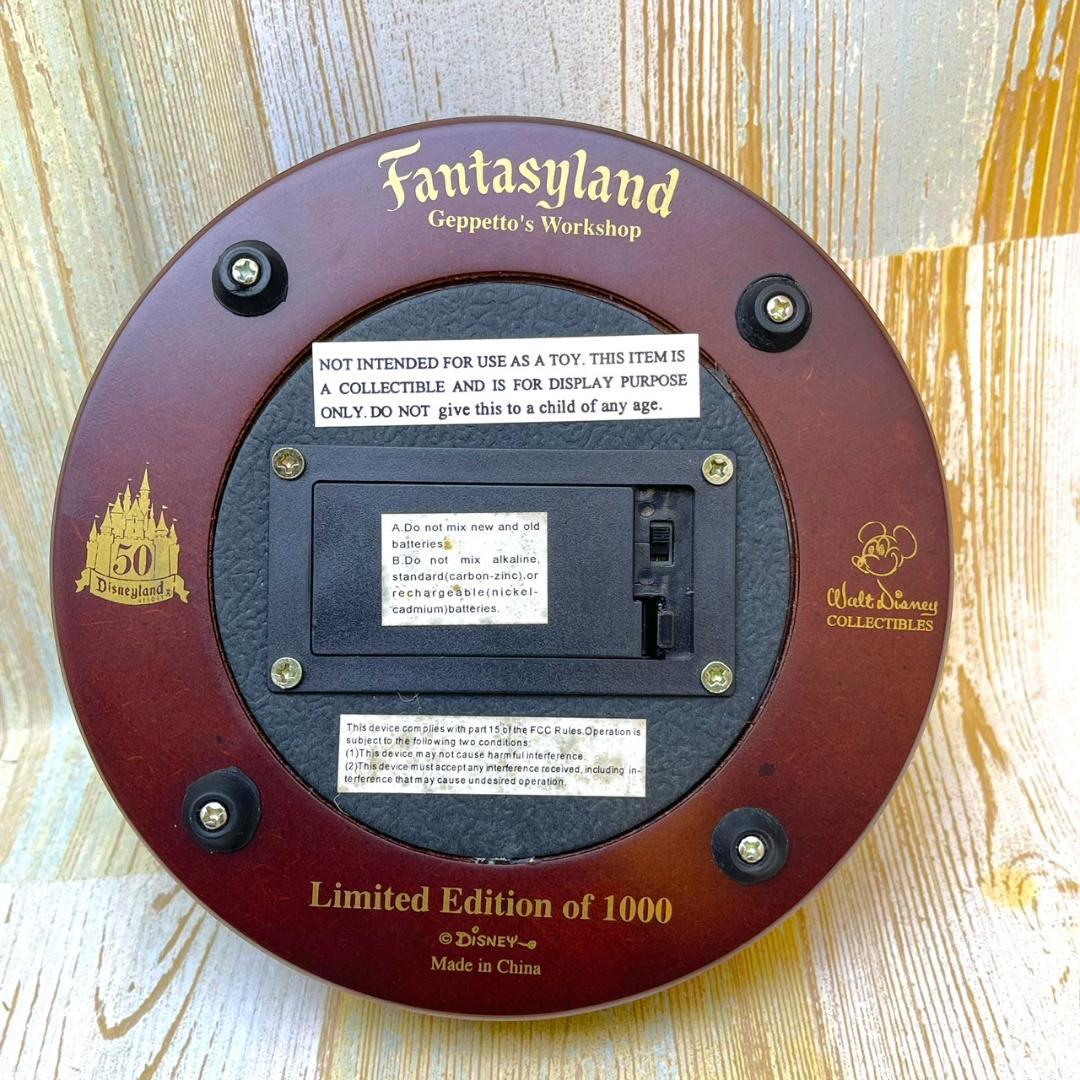 Fantasyland
Geppetto's Workshop
NOT INTENDED FOR USE AS A TOY. THIS ITEM IS
A COLLECTIBLE AND IS FOR DISPLAY PURPOSE
ONLY. DO NOT give this to a child of any age.
50
Disneyland
RESORT
A.Do not mix new and old
batteries.
B.Do not mix alkaline,
standard(carbon-zinc),or
rechargeable(nickel-
cadmium)batteries.
Walt Disney
COLLECTIBLES
This device complies with part 15 of the FCC Rules,Operation is
subject to the following two conditions:
(1)This device may not cause harmful interference.
(2)This device must accept any interference received, including in-
terference that may cause undesired operation.
Limited Edition of 1000
© DISNEY
Made in China